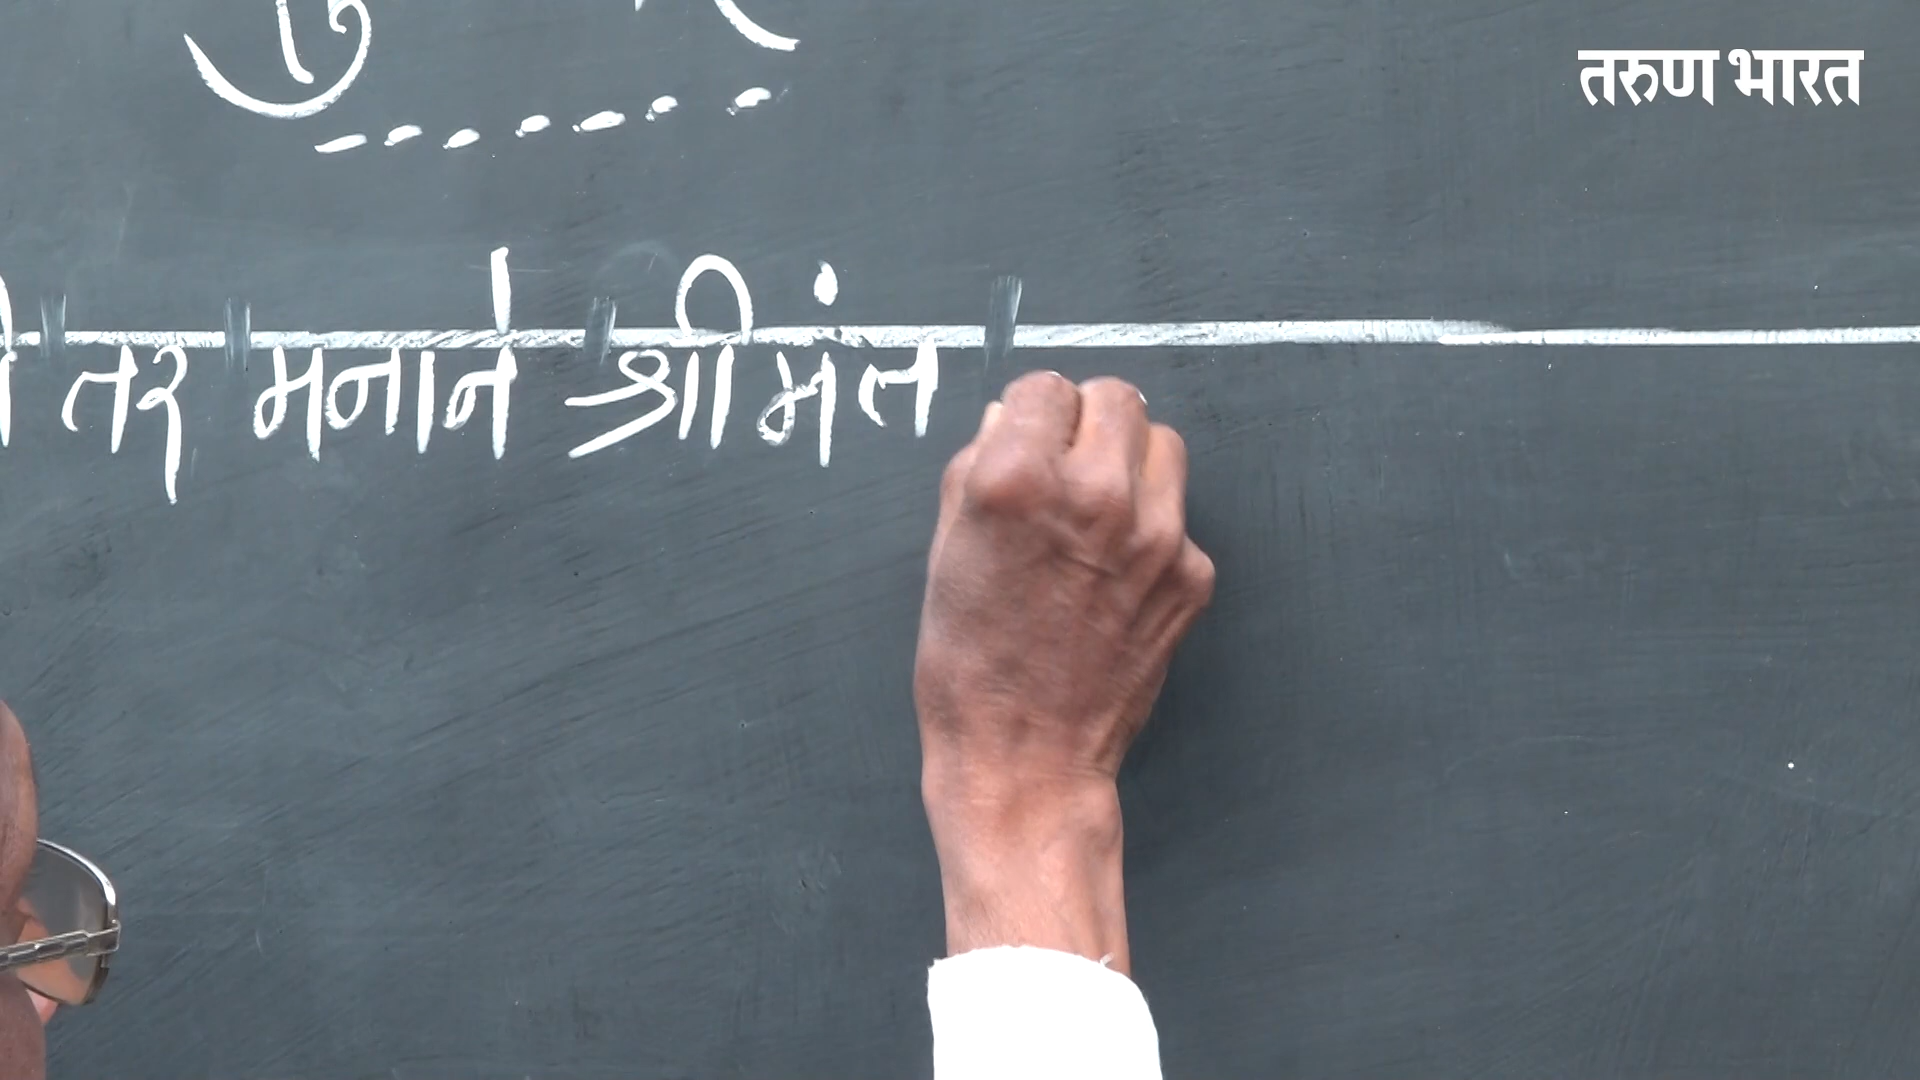 तरुण भारत
तर मनाने श्रीमंत